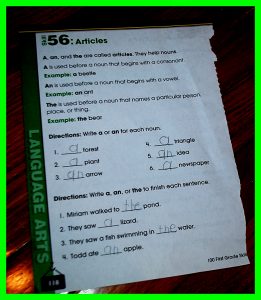 56: Articles
A, an, and the are called articles. They help nouns.
A is used before a noun that begins with a consonant.
Example: a beetle
An is used before a noun that begins with a vowel.
Example: an ant
The is used before a noun that names a particular person,
place, or thing.
Example: the bear
Directions: Write a or an for each noun.
1. a forest
2. a plant
3. an arrow
4. a triangle
5. an idea
6. a newspaper
Directions: Write a, an, or the to finish each sentence.
1. Miriam walked to the pond.
2. They saw a lizard.
3. They saw a fish swimming in the water.
4. Todd ate an apple.
LANGUAGE ARTS
118
100 First Grade